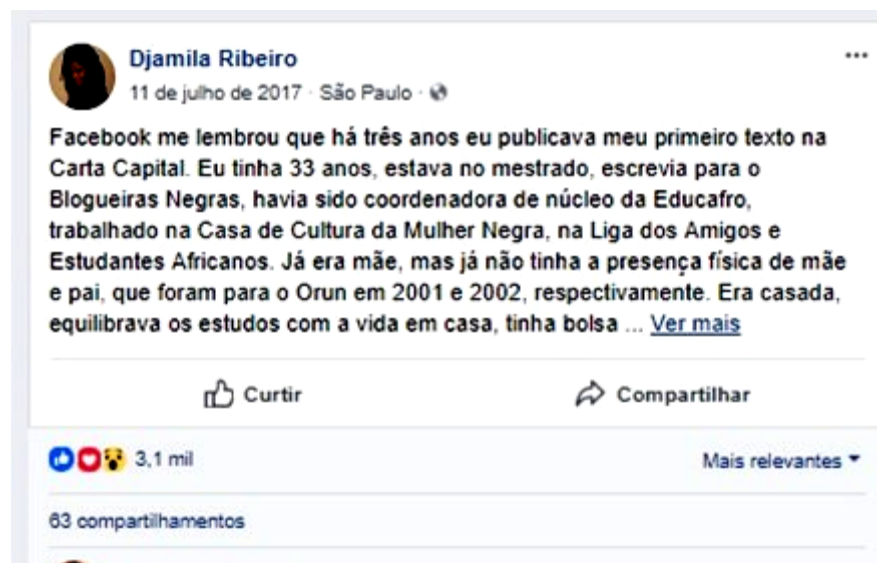 Djamila Ribeiro
11 de julho de 2017 · São Paulo ·
Facebook me lembrou que há três anos eu publicava meu primeiro texto na
Carta Capital. Eu tinha 33 anos, estava no mestrado, escrevia para o
Blogueiras Negras, havia sido coordenadora de núcleo da Educafro,
trabalhado na Casa de Cultura da Mulher Negra, na Liga dos Amigos e
Estudantes Africanos. Já era mãe, mas já não tinha a presença física de mãe
e pai, que foram para o Orun em 2001 e 2002, respectivamente. Era casada,
equilibrava os estudos com a vida em casa, tinha bolsa ... Ver mais
Curtir Compartilhar
3,1 mil Mais relevantes
63 compartilhamentos